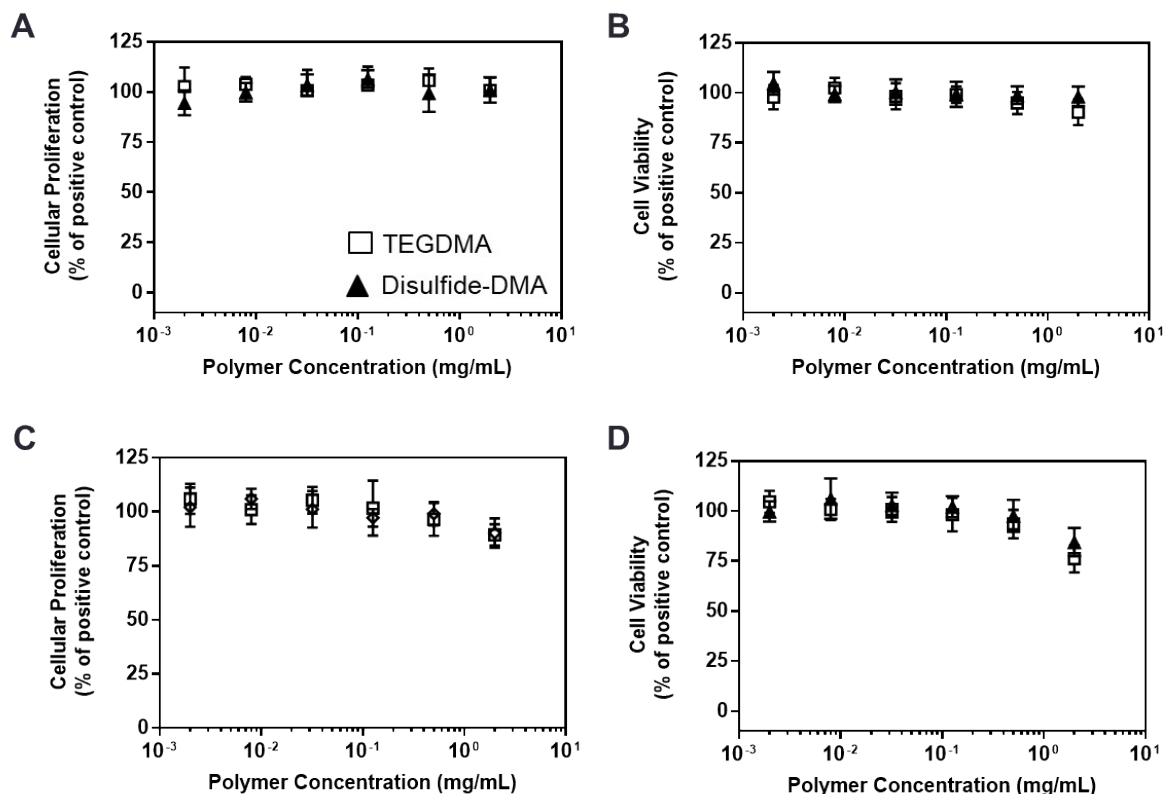 A
Cellular Proliferation
(% of positive control)
125
100
75
50
25
0
TEGDMA
Disulfide-DMA
10-3
10-2
10-1
100
101
Polymer Concentration (mg/mL)
B
Cell Viability
(% of positive control)
125
100
75
50
25
0
10-3
10-2
10-1
100
101
Polymer Concentration (mg/mL)
C
Cellular Proliferation
(% of positive control)
125
100
75
50
25
0
10-3
10-2
10-1
100
101
Polymer Concentration (mg/mL)
D
Cell Viability
(% of positive control)
125
100
75
50
25
0
10-3
10-2
10-1
100
101
Polymer Concentration (mg/mL)